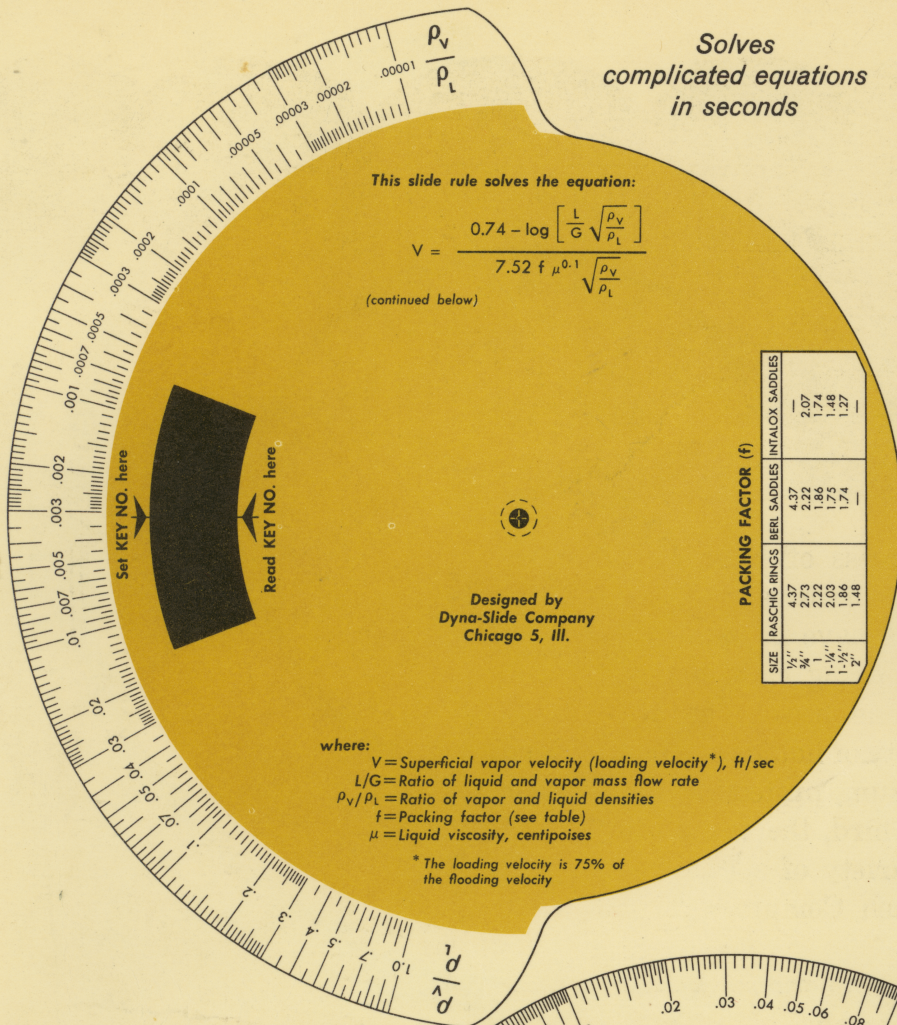 Solves
complicated equations
in seconds
ρV
ρL
.00001
.00002
.00003
.00005
.0001
.0002
.0003
.0005
.0007
.001
.002
.003
.005
.007
.01
.02
.03
.04
.05
.07
.1
.2
.3
.4
.5
.7
1.0
ρV
ρL
This slide rule solves the equation:
V = 0.74 – log [ L/G √ρV/ρL ] / 7.52 f μ0.1 √ρV/ρL
(continued below)
Set KEY NO. here
Read KEY NO. here
Designed by
Dyna-Slide Company
Chicago 5, Ill.
PACKING FACTOR (f)
SIZE RASCHIG RINGS BERL SADDLES INTALOX SADDLES
½" 4.37 4.37 —
¾" 2.73 2.22 2.07
1 2.22 1.86 1.74
1-¼" 2.03 1.75 1.48
1-½" 1.86 1.74 1.27
2" 1.48 — —
where:
V = Superficial vapor velocity (loading velocity*), ft/sec
L/G = Ratio of liquid and vapor mass flow rate
ρV/ρL = Ratio of vapor and liquid densities
f = Packing factor (see table)
μ = Liquid viscosity, centipoises
* The loading velocity is 75% of
the flooding velocity
.02 .03 .04 .05 .06 .08